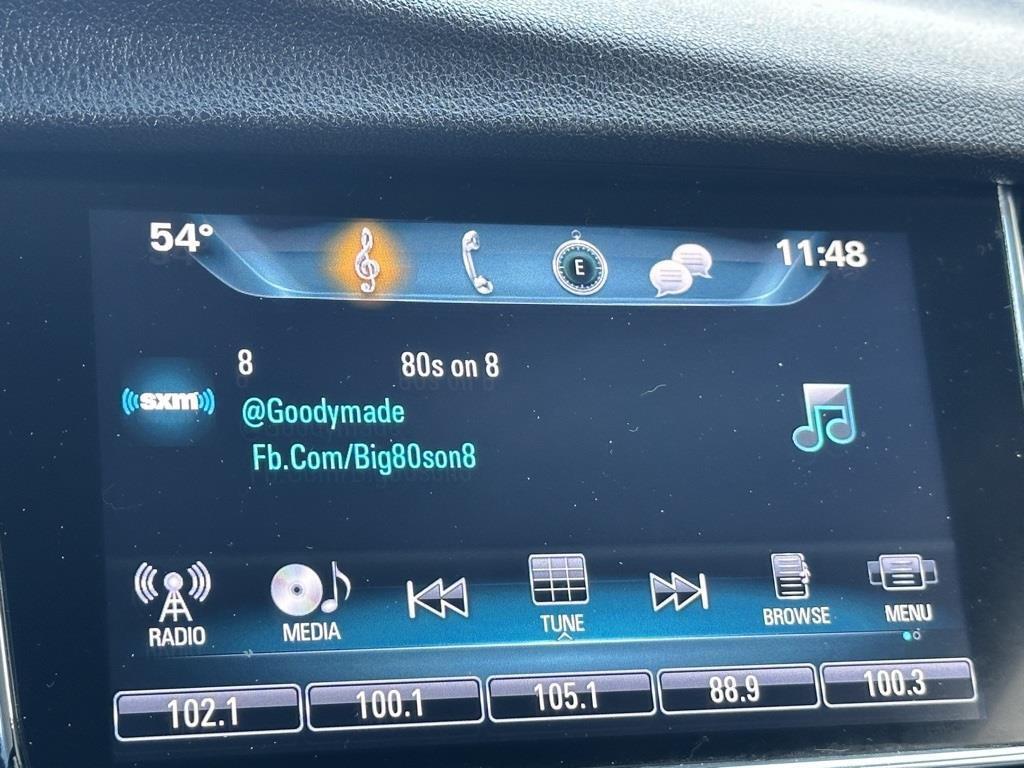 54° 11:48
E
8 80s on 8
sxm
@Goodymade
Fb.Com/Big80son8
RADIO MEDIA TUNE BROWSE MENU
102.1 100.1 105.1 88.9 100.3